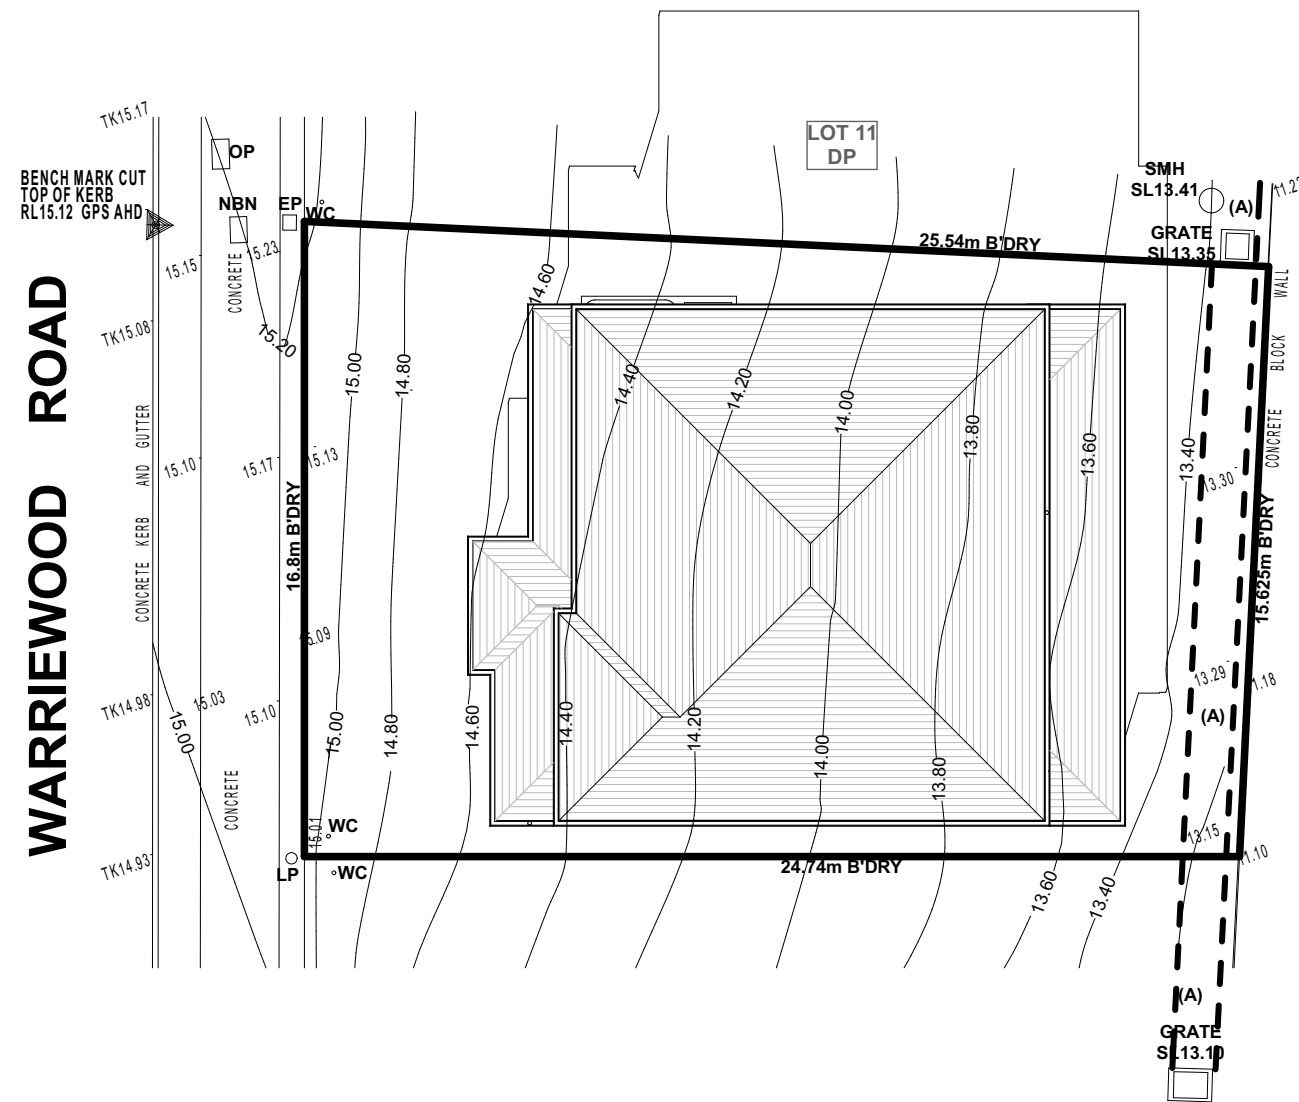 TK15.17
OP
LOT 11
DP
SMH
SL13.41
BENCH MARK CUT
TOP OF KERB
RL15.12 GPS AHD
NBN
EP
WC
(A)
GRATE
SL13.35
25.54m B'DRY
15.23
15.15
CONCRETE
WALL
14.60
TK15.08
15.20
15.00
14.80
14.40
14.20
14.00
13.80
13.60
13.40
BLOCK
CONCRETE
WARRIEWOOD ROAD
CONCRETE KERB AND GUTTER
15.10
15.17
15.13
13.30
16.8m B'DRY
15.625m B'DRY
15.09
13.29
TK14.98
15.03
15.10
15.00
15.00
14.80
14.60
14.40
14.20
14.00
13.80
(A)
CONCRETE
15.01
WC
13.15
TK14.93
LP
WC
24.74m B'DRY
13.60
13.40
(A)
GRATE
SL13.10